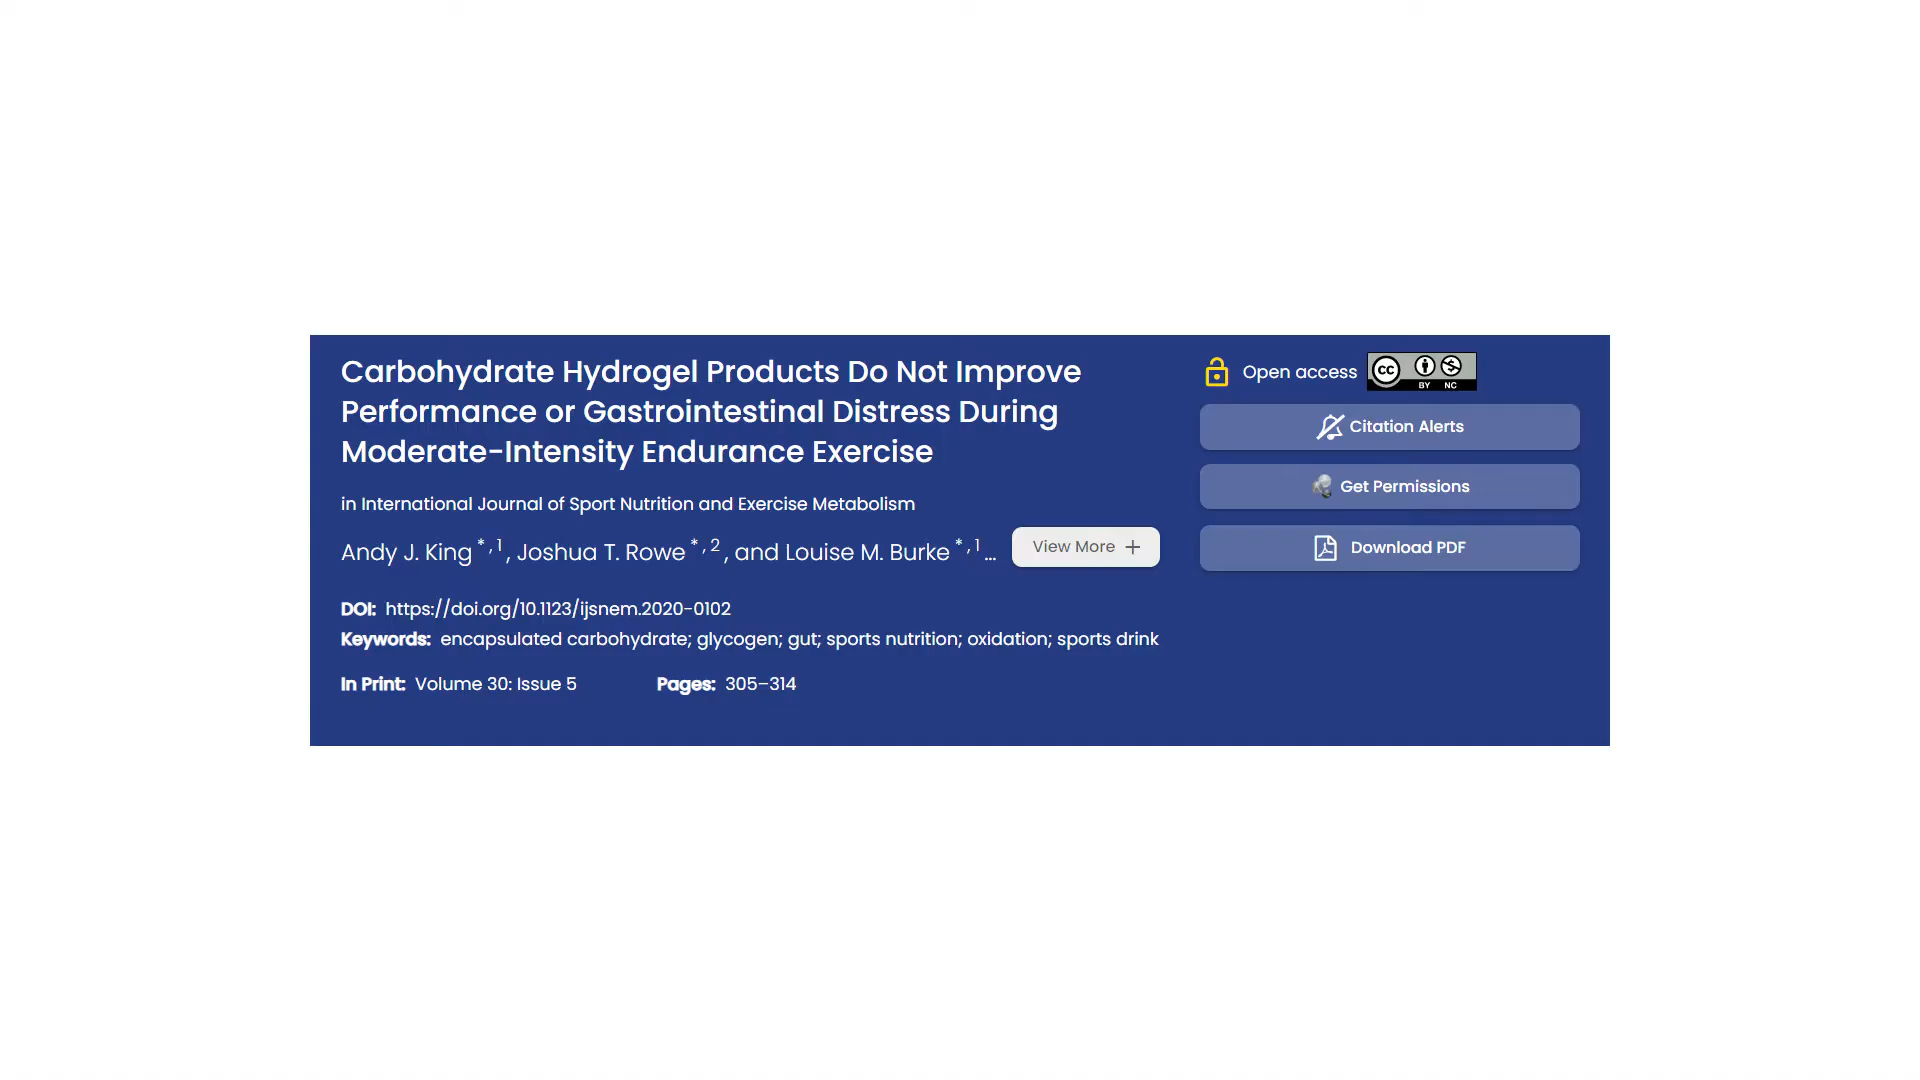 Carbohydrate Hydrogel Products Do Not Improve
Performance or Gastrointestinal Distress During
Moderate-Intensity Endurance Exercise
in International Journal of Sport Nutrition and Exercise Metabolism
Andy J. King *,1, Joshua T. Rowe *,2, and Louise M. Burke *,1 ...
View More +
DOI: https://doi.org/10.1123/ijsnem.2020-0102
Keywords: encapsulated carbohydrate; glycogen; gut; sports nutrition; oxidation; sports drink
In Print: Volume 30: Issue 5 Pages: 305–314
Open access
CC BY NC
Citation Alerts
Get Permissions
Download PDF